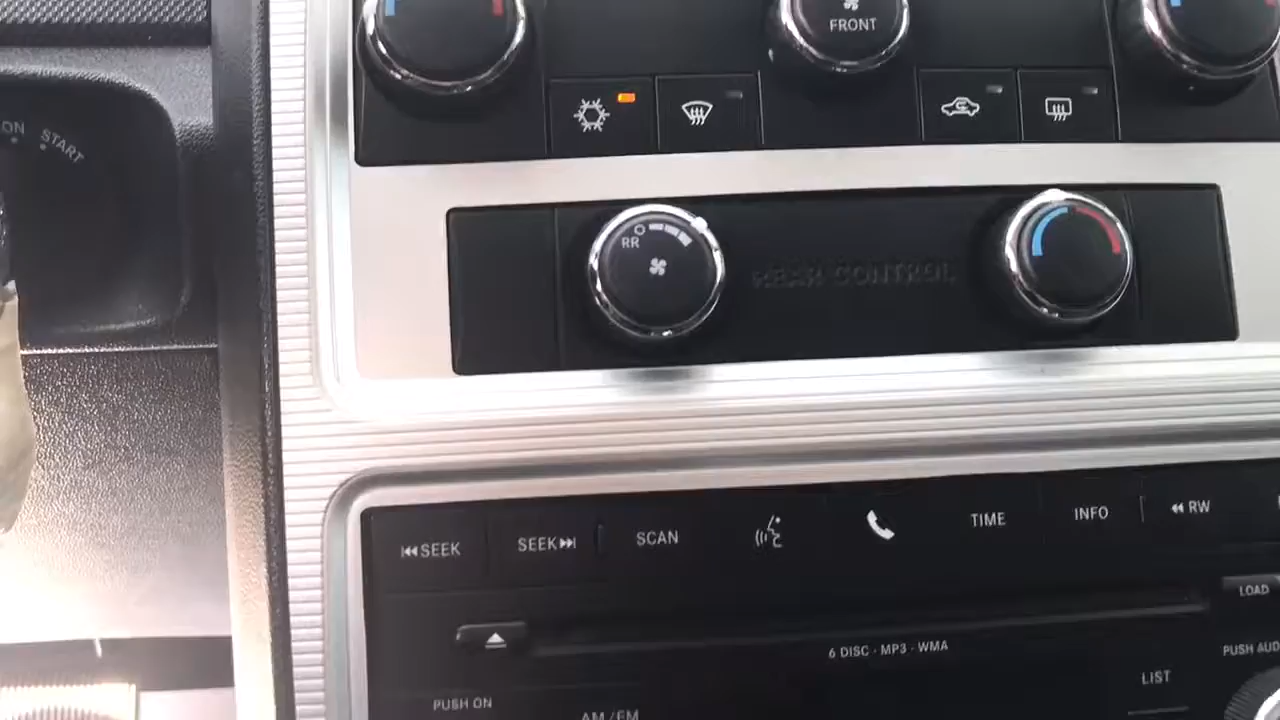 FRONT
ON START
RR
REAR CONTROL
SEEK SEEK SCAN TIME INFO RW
LOAD
6 DISC · MP3 · WMA
PUSH AUD
LIST
PUSH ON
AM/FM